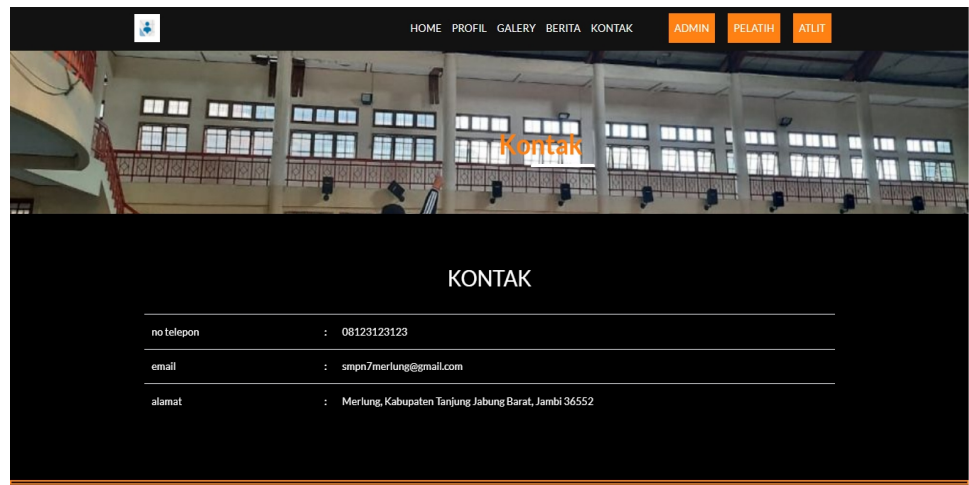 HOME PROFIL GALERY BERITA KONTAK ADMIN PELATIH ATLIT
Kontak
KONTAK
no telepon : 08123123123
email : smpn7merlung@gmail.com
alamat : Merlung, Kabupaten Tanjung Jabung Barat, Jambi 36552